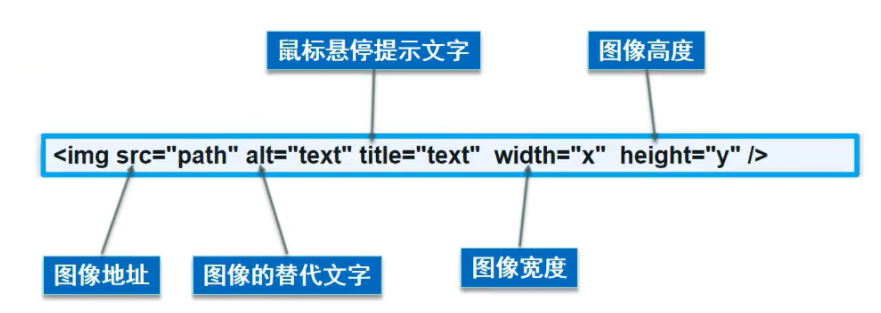 鼠标悬停提示文字 图像高度
<img src="path" alt="text" title="text" width="x" height="y" />
图像地址 图像的替代文字 图像宽度